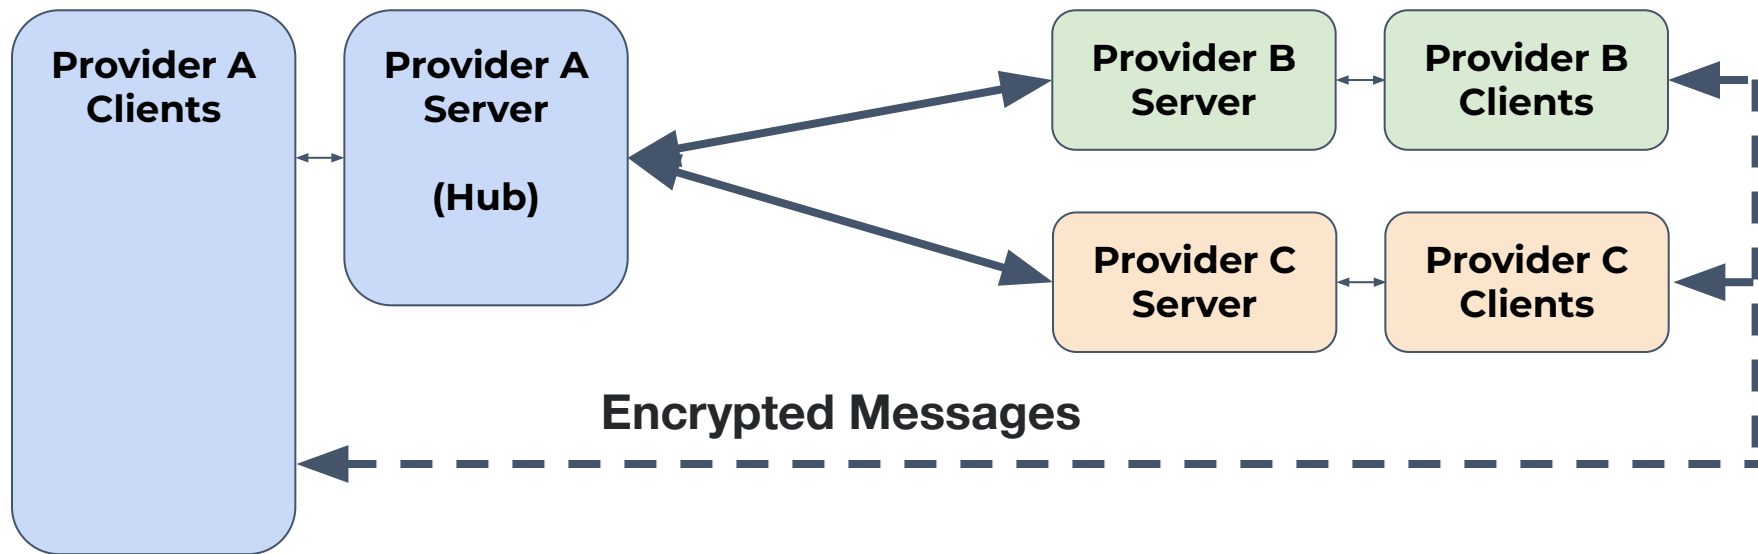 Provider A
Clients
Provider A
Server
(Hub)
Provider B
Server
Provider B
Clients
Provider C
Server
Provider C
Clients
Encrypted Messages